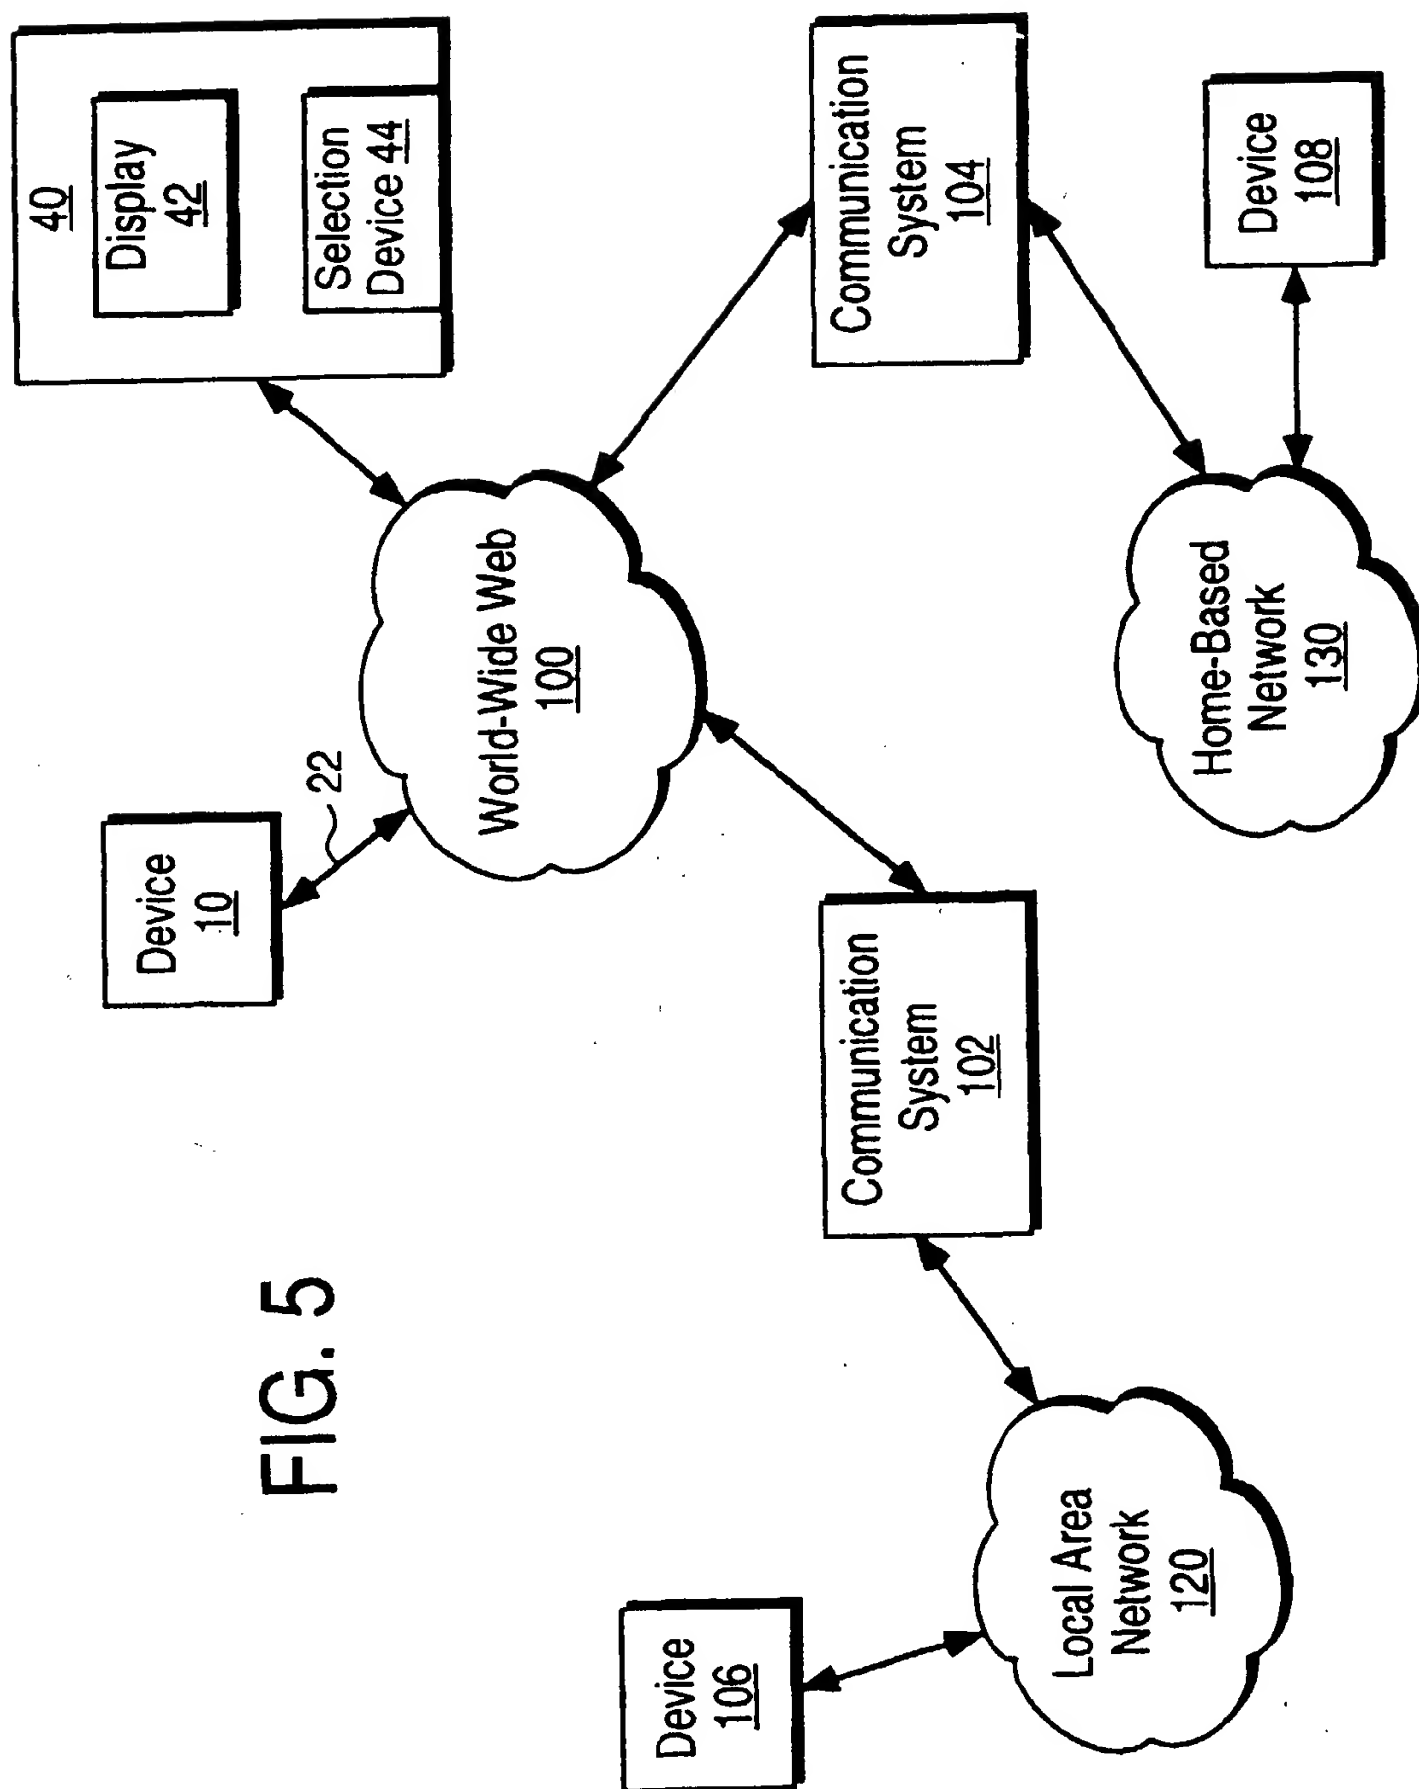 FIG. 5
Device
10
22
40
Display
42
Selection
Device 44
World-Wide Web
100
Device
106
Communication
System
102
Communication
System
104
Local Area
Network
120
Home-Based
Network
130
Device
108